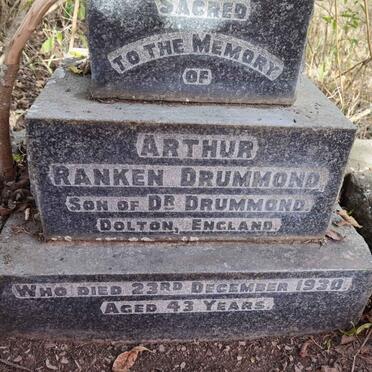 SACRED
TO THE MEMORY
OF
ARTHUR
RANKEN DRUMMOND
SON OF DR DRUMMOND
DOLTON, ENGLAND.
WHO DIED 23RD DECEMBER 1930.
AGED 43 YEARS.